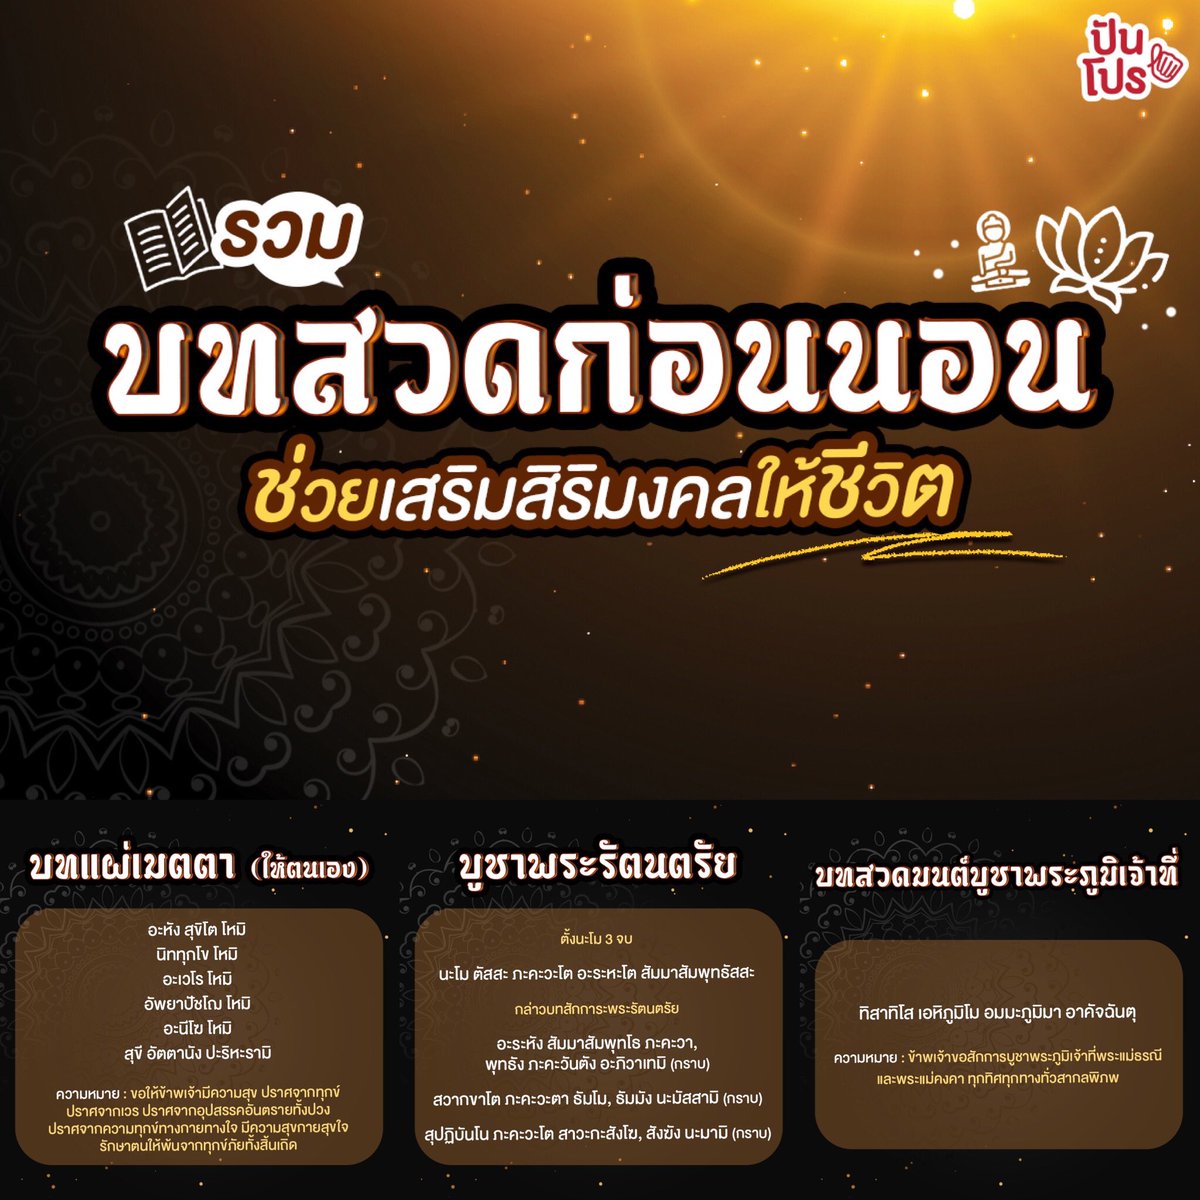 ปัน
โปร
รวม
บทสวดก่อนนอน
ช่วยเสริมสิริมงคลให้ชีวิต
บทแผ่เมตตา (ให้ตนเอง)
อะหัง สุขิโต โหมิ
นิททุกโข โหมิ
อะเวโร โหมิ
อัพยาปัชโฌ โหมิ
อะนีโฆ โหมิ
สุขี อัตตานัง ปะริหะรามิ
ความหมาย : ขอให้ข้าพเจ้ามีความสุข ปราศจากทุกข์
ปราศจากเวร ปราศจากอุปสรรคอันตรายทั้งปวง
ปราศจากความทุกข์ทางกายทางใจ มีความสุขกายสุขใจ
รักษาตนให้พ้นจากทุกข์ภัยทั้งสิ้นเถิด
บูชาพระรัตนตรัย
ตั้งนะโม 3 จบ
นะโม ตัสสะ ภะคะวะโต อะระหะโต สัมมาสัมพุทธัสสะ
กล่าวบทสักการะพระรัตนตรัย
อะระหัง สัมมาสัมพุทโธ ภะคะวา,
พุทธัง ภะคะวันตัง อะภิวาเทมิ (กราบ)
สวากขาโต ภะคะวะตา ธัมโม, ธัมมัง นะมัสสามิ (กราบ)
สุปฏิบันโน ภะคะวะโต สาวะกะสังโฆ, สังฆัง นะมามิ (กราบ)
บทสวดมนต์บูชาพระภูมิเจ้าที่
ทิสาทิโส เอหิภูมิโม อมมะภูมิมา อาคัจฉันตุ
ความหมาย : ข้าพเจ้าขอสักการบูชาพระภูมิเจ้าที่พระแม่ธรณี
และพระแม่คงคา ทุกทิศทุกทางทั่วสากลพิภพ